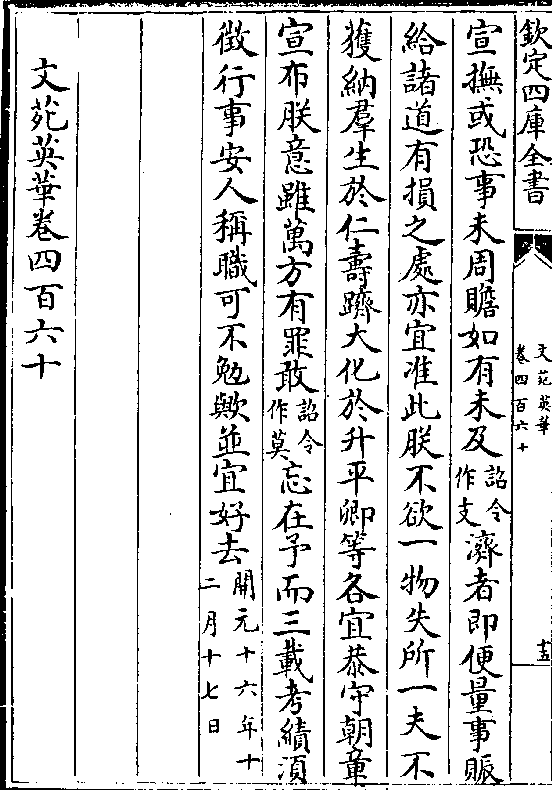 欽定四庫全書
文苑英華
卷四百六十
十五
宣撫或恐事未周贍如有未及詔令作支濟者即便量事賑
給諸道有損之處亦宜准此朕不欲一物失所一夫不
獲納羣生於仁壽躋大化於升平卿等各宜恭守朝章
宣布朕意雖萬方有罪敢詔令作莫忘在予而三載考績須
徵行事安人稱職可不勉歟並宜好去開元十六年十二月十七日
文苑英華卷四百六十